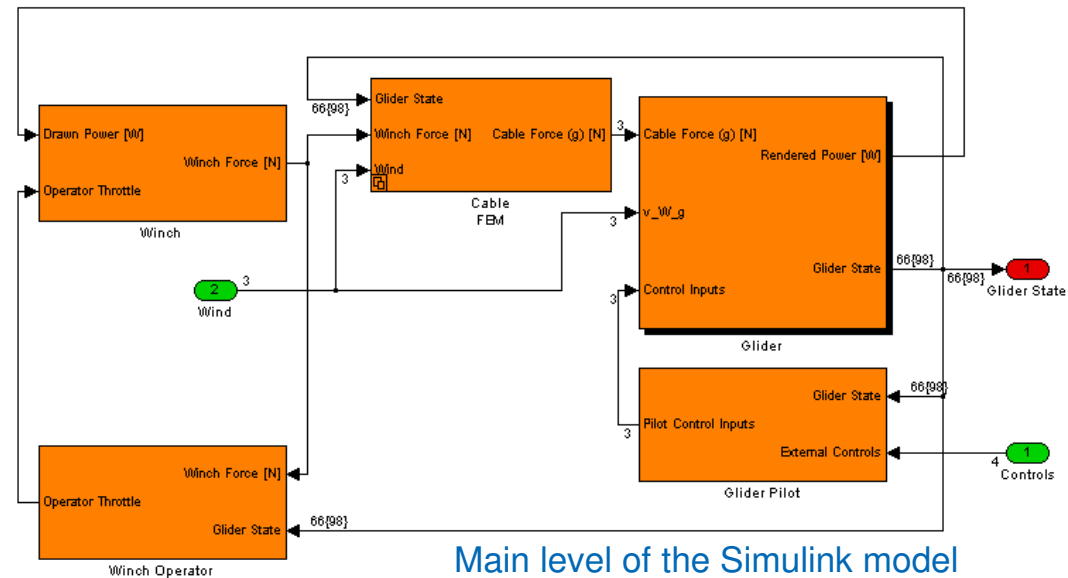 66{98}
Glider State
Winch Force [N]
Cable Force (g) [N]
Wind
3
Cable
FEM
Drawn Power [W]
Winch Force [N]
Operator Throttle
Winch
3
Cable Force (g) [N]
Rendered Power [W]
v_W_g
3
Glider State
66{98}
Control Inputs
3
Glider
2
3
Wind
66{98}
1
Glider State
Glider State
66{98}
Pilot Control Inputs
3
External Controls
Glider Pilot
4
1
Controls
Winch Force [N]
Operator Throttle
Glider State
66{98}
Winch Operator
Main level of the Simulink model